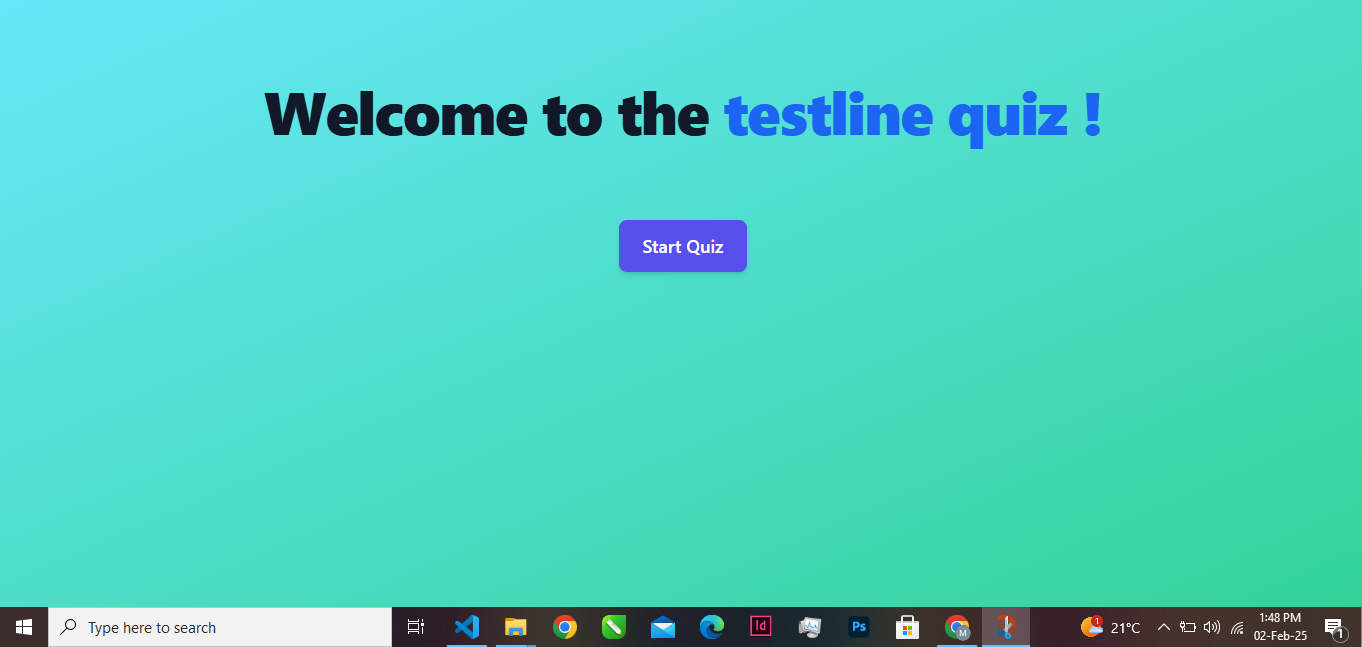 Welcome to the testline quiz !
Start Quiz
Type here to search
Id
Ps
M
1
21°C
1:48 PM
02-Feb-25
1